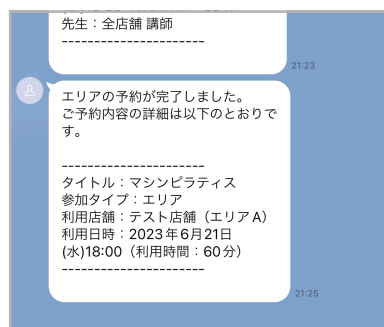 先生：全店舗 講師
----------------------
21:23
エリアの予約が完了しました。
ご予約内容の詳細は以下のとおりで
す。
----------------------
タイトル：マシンピラティス
参加タイプ：エリア
利用店舗：テスト店舗（エリアA）
利用日時：2023年6月21日
(水)18:00（利用時間：60分）
----------------------
21:25